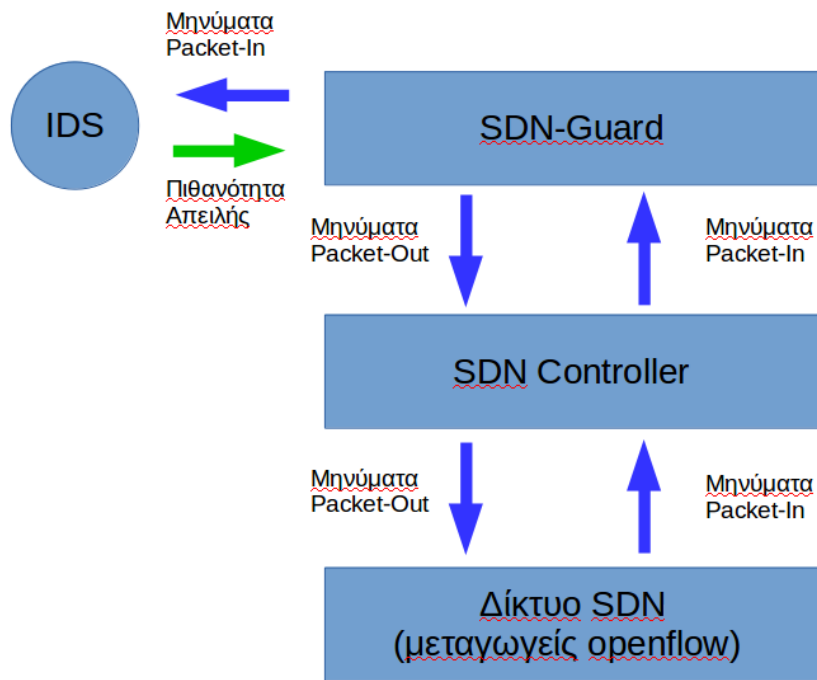 Μηνύματα
Packet-In
IDS
SDN-Guard
Πιθανότητα
Απειλής
Μηνύματα
Packet-Out
Μηνύματα
Packet-In
SDN Controller
Μηνύματα
Packet-Out
Μηνύματα
Packet-In
Δίκτυο SDN
(μεταγωγείς openflow)